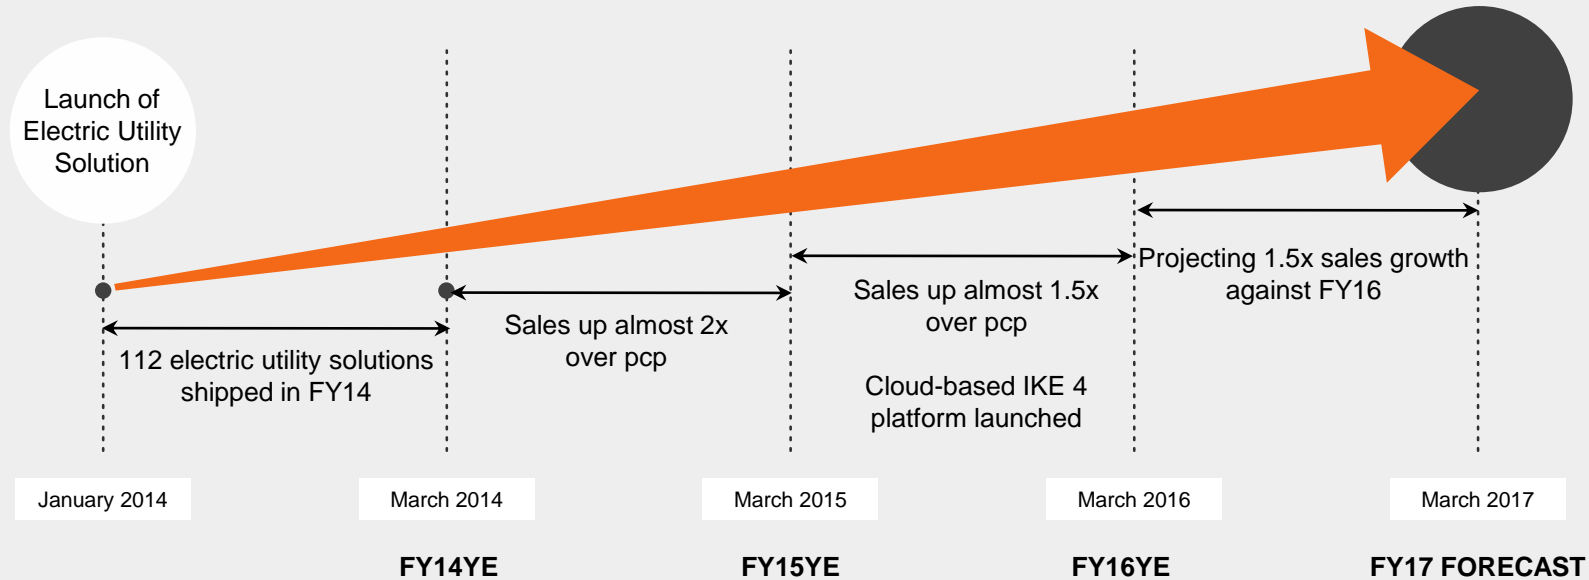 Launch of
Electric Utility
Solution
112 electric utility solutions
shipped in FY14
Sales up almost 2x
over pcp
Sales up almost 1.5x
over pcp
Cloud-based IKE 4
platform launched
Projecting 1.5x sales growth
against FY16
January 2014
March 2014
March 2015
March 2016
March 2017
FY14YE
FY15YE
FY16YE
FY17 FORECAST